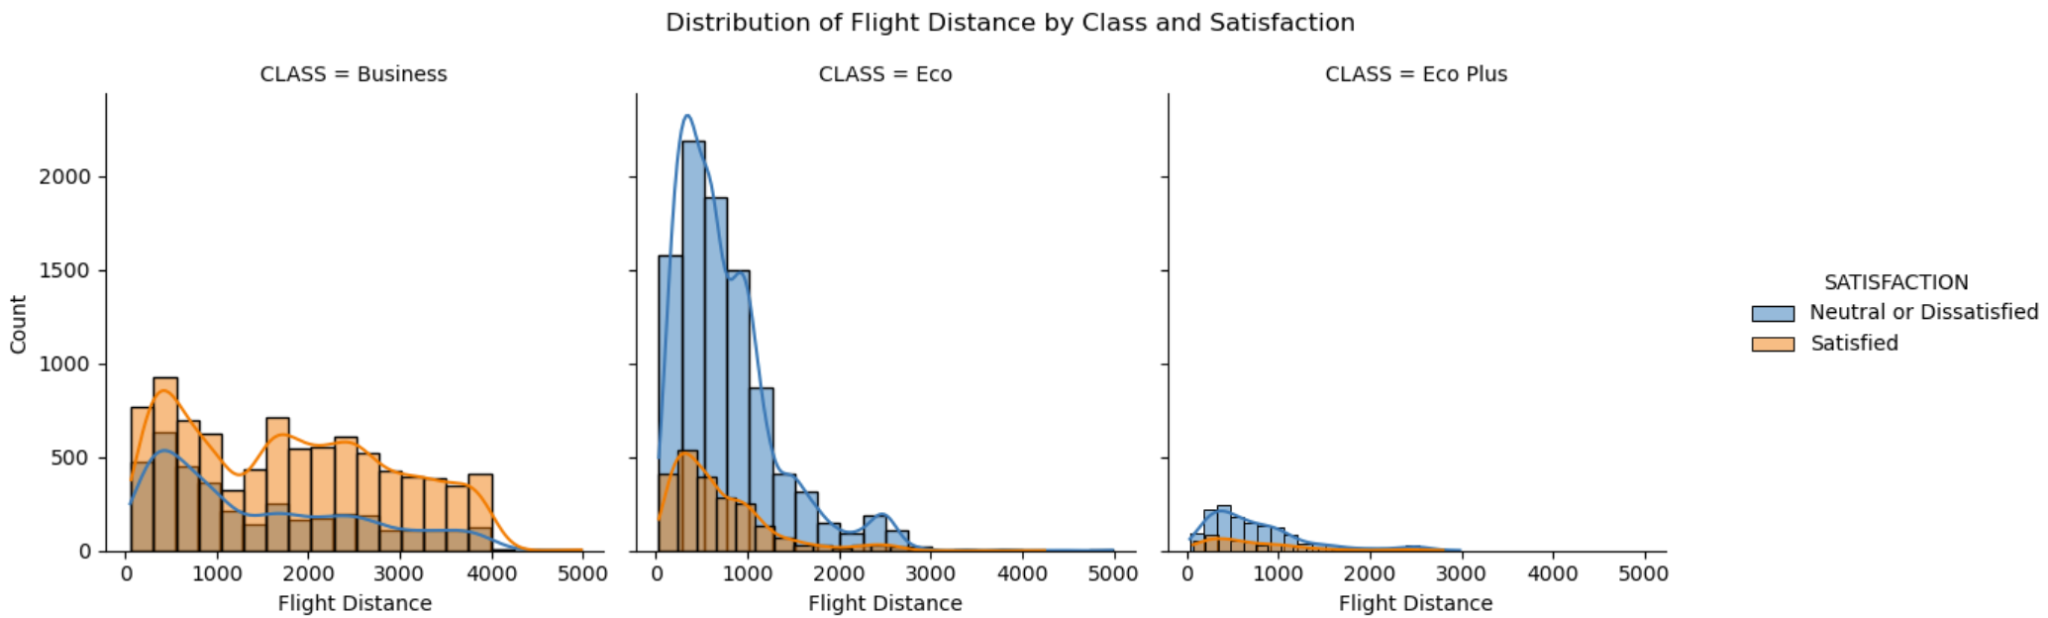 Distribution of Flight Distance by Class and Satisfaction
CLASS = Business
CLASS = Eco
CLASS = Eco Plus
2000
1500
1000
500
0
Count
0 1000 2000 3000 4000 5000
0 1000 2000 3000 4000 5000
0 1000 2000 3000 4000 5000
Flight Distance
Flight Distance
Flight Distance
SATISFACTION
Neutral or Dissatisfied
Satisfied